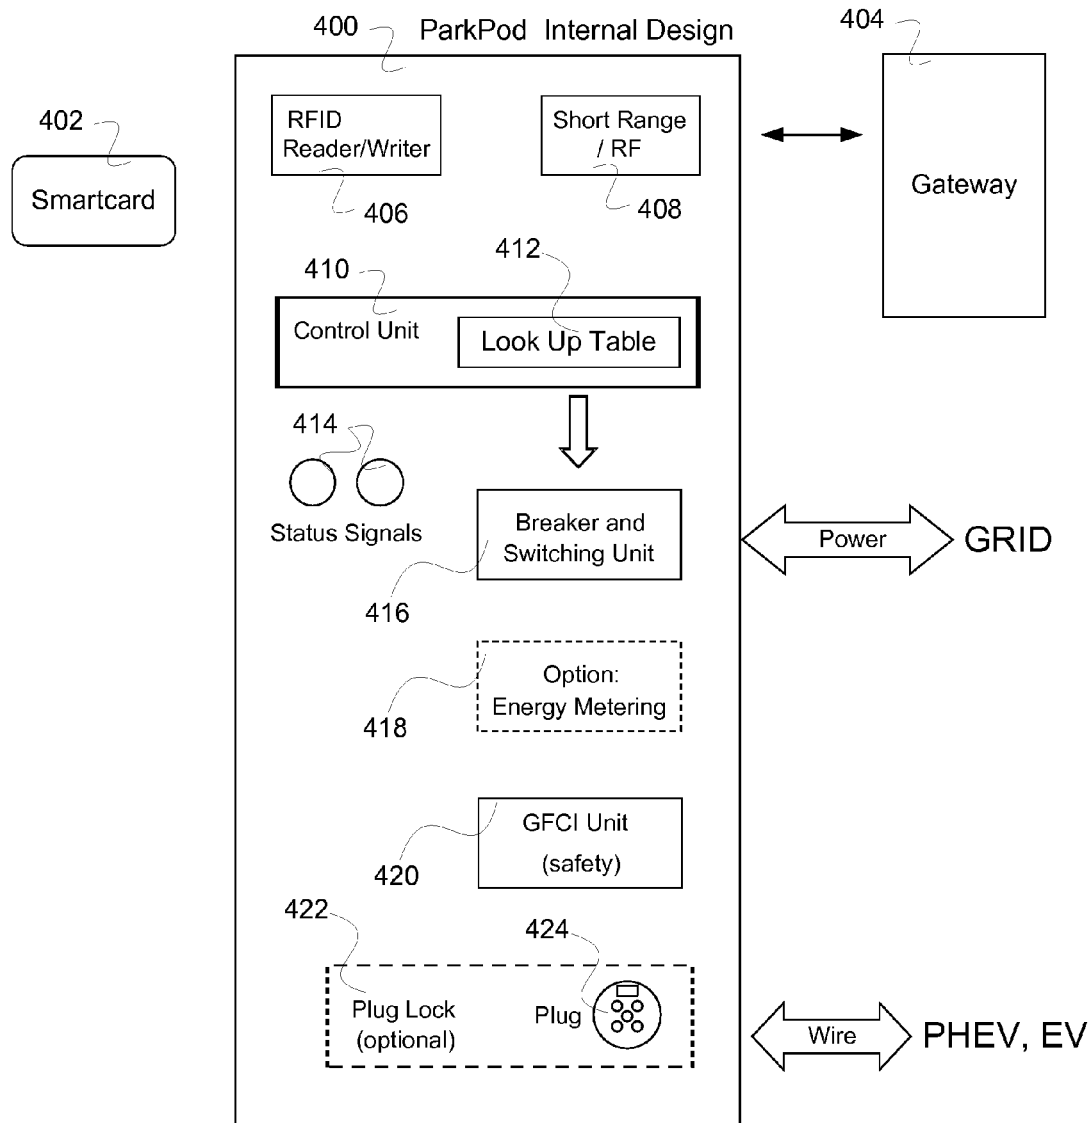 400 ParkPod Internal Design 404
402
RFID
Reader/Writer
Short Range
/ RF
Smartcard
Gateway
406
408
412
410
Control Unit
Look Up Table
414
Status Signals
Breaker and
Switching Unit
Power
GRID
416
Option:
Energy Metering
418
GFCI Unit
(safety)
420
422
424
Plug Lock
(optional)
Plug
Wire
PHEV, EV